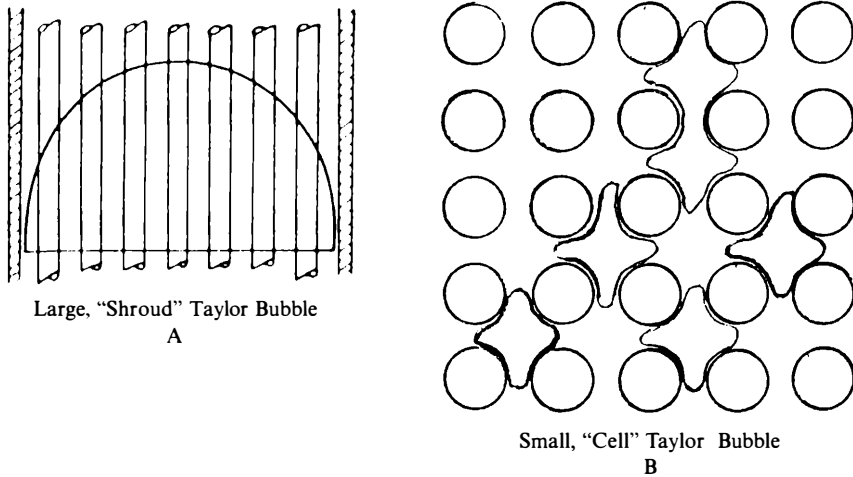 Large, “Shroud” Taylor Bubble
A
Small, “Cell” Taylor Bubble
B